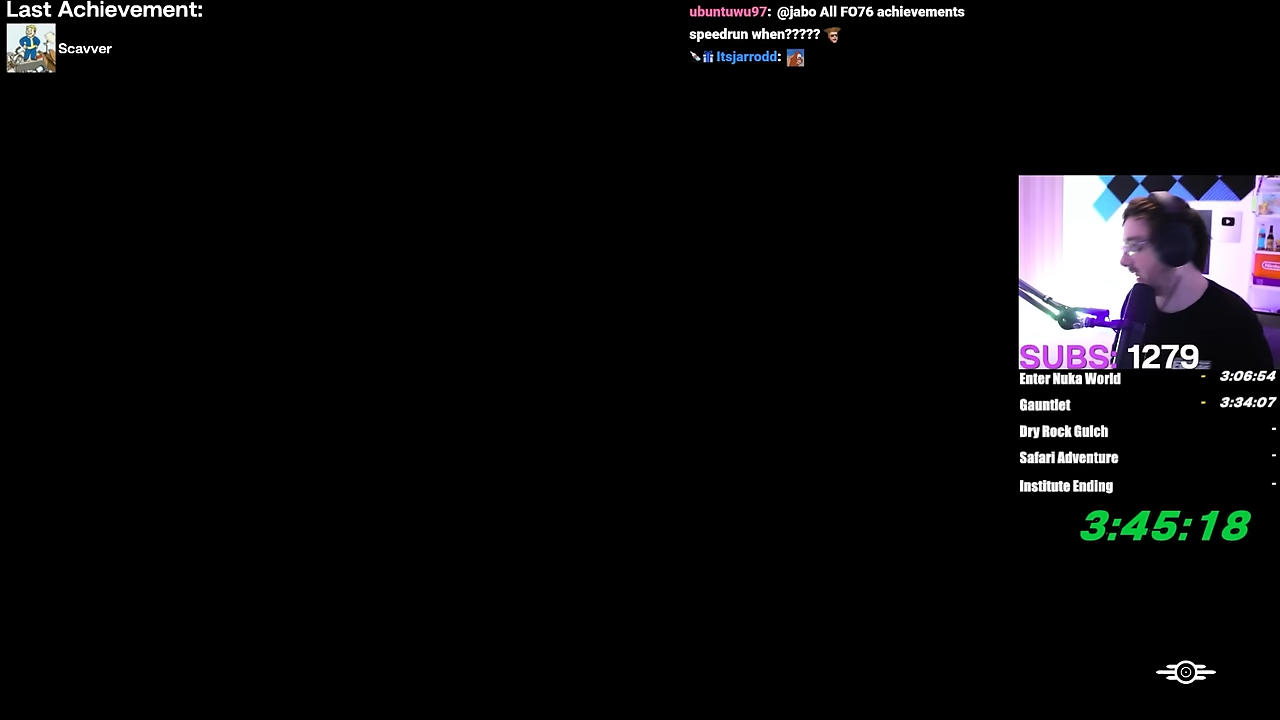 Last Achievement:
Scavver
ubuntuwu97: @jabo All FO76 achievements
speedrun when?????
Itsjarrodd:
SUBS: 1279
Enter Nuka World - 3:06:54
Gauntlet - 3:34:07
Dry Rock Gulch -
Safari Adventure -
Institute Ending -
3:45:18